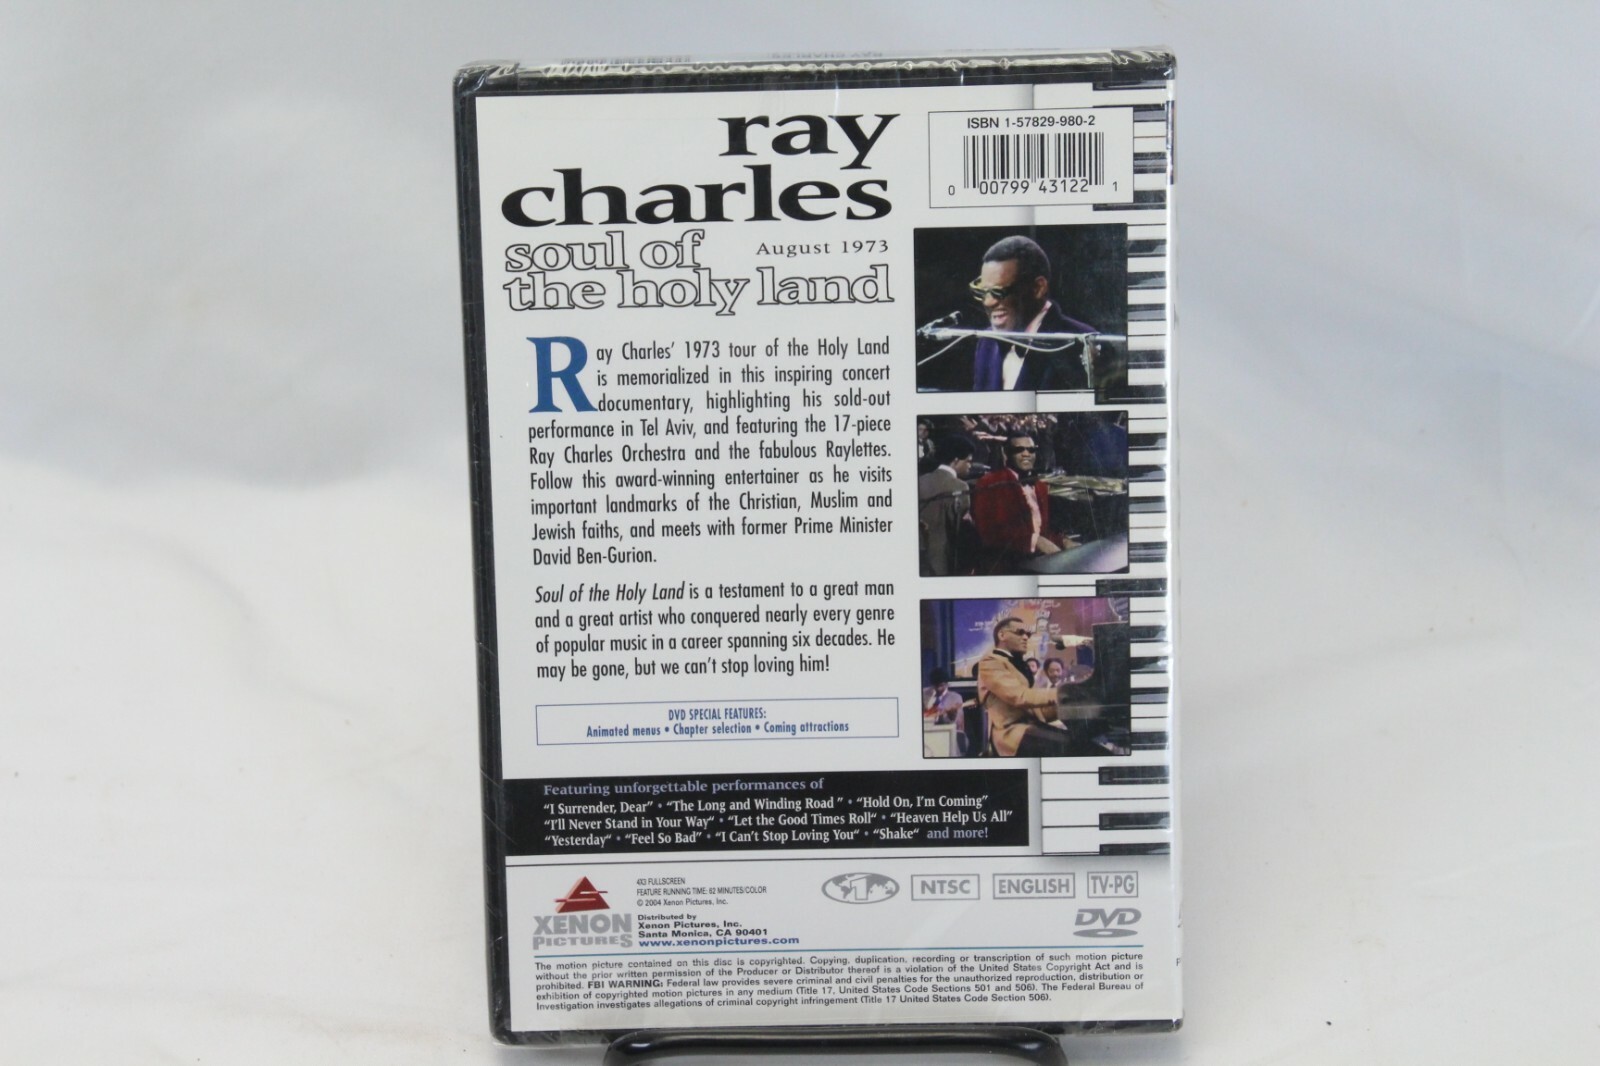 ray
charles
soul of
August 1973
the holy land
ISBN 1-57829-980-2
0 00799 43122 1
Ray Charles' 1973 tour of the Holy Land
is memorialized in this inspiring concert
documentary, highlighting his sold-out
performance in Tel Aviv, and featuring the 17-piece
Ray Charles Orchestra and the fabulous Raylettes.
Follow this award-winning entertainer as he visits
important landmarks of the Christian, Muslim and
Jewish faiths, and meets with former Prime Minister
David Ben-Gurion.
Soul of the Holy Land is a testament to a great man
and a great artist who conquered nearly every genre
of popular music in a career spanning six decades. He
may be gone, but we can't stop loving him!
DVD SPECIAL FEATURES:
Animated menus • Chapter selection • Coming attractions
Featuring unforgettable performances of
"I Surrender, Dear" • "The Long and Winding Road " • "Hold On, I'm Coming"
"I'll Never Stand in Your Way" • "Let the Good Times Roll" • "Heaven Help Us All"
"Yesterday" • "Feel So Bad" • "I Can't Stop Loving You" • "Shake" and more!
XENON
PICTURES
4X3 FULLSCREEN
FEATURE RUNNING TIME: 62 MINUTES/COLOR
© 2004 Xenon Pictures, Inc.
Distributed by
Xenon Pictures, Inc.
Santa Monica, CA 90401
www.xenonpictures.com
1 NTSC ENGLISH TV-PG
DVD
The motion picture contained on this disc is copyrighted. Copying, duplication, recording or transcription of such motion picture
without the prior written permission of the Producer or Distributor thereof is a violation of the United States Copyright Act and is
prohibited. FBI WARNING: Federal law provides severe criminal and civil penalties for the unauthorized reproduction, distribution or
exhibition of copyrighted motion pictures in any medium (Title 17, United States Code Sections 501 and 506). The Federal Bureau of
Investigation investigates allegations of criminal copyright infringement (Title 17 United States Code Section 506).